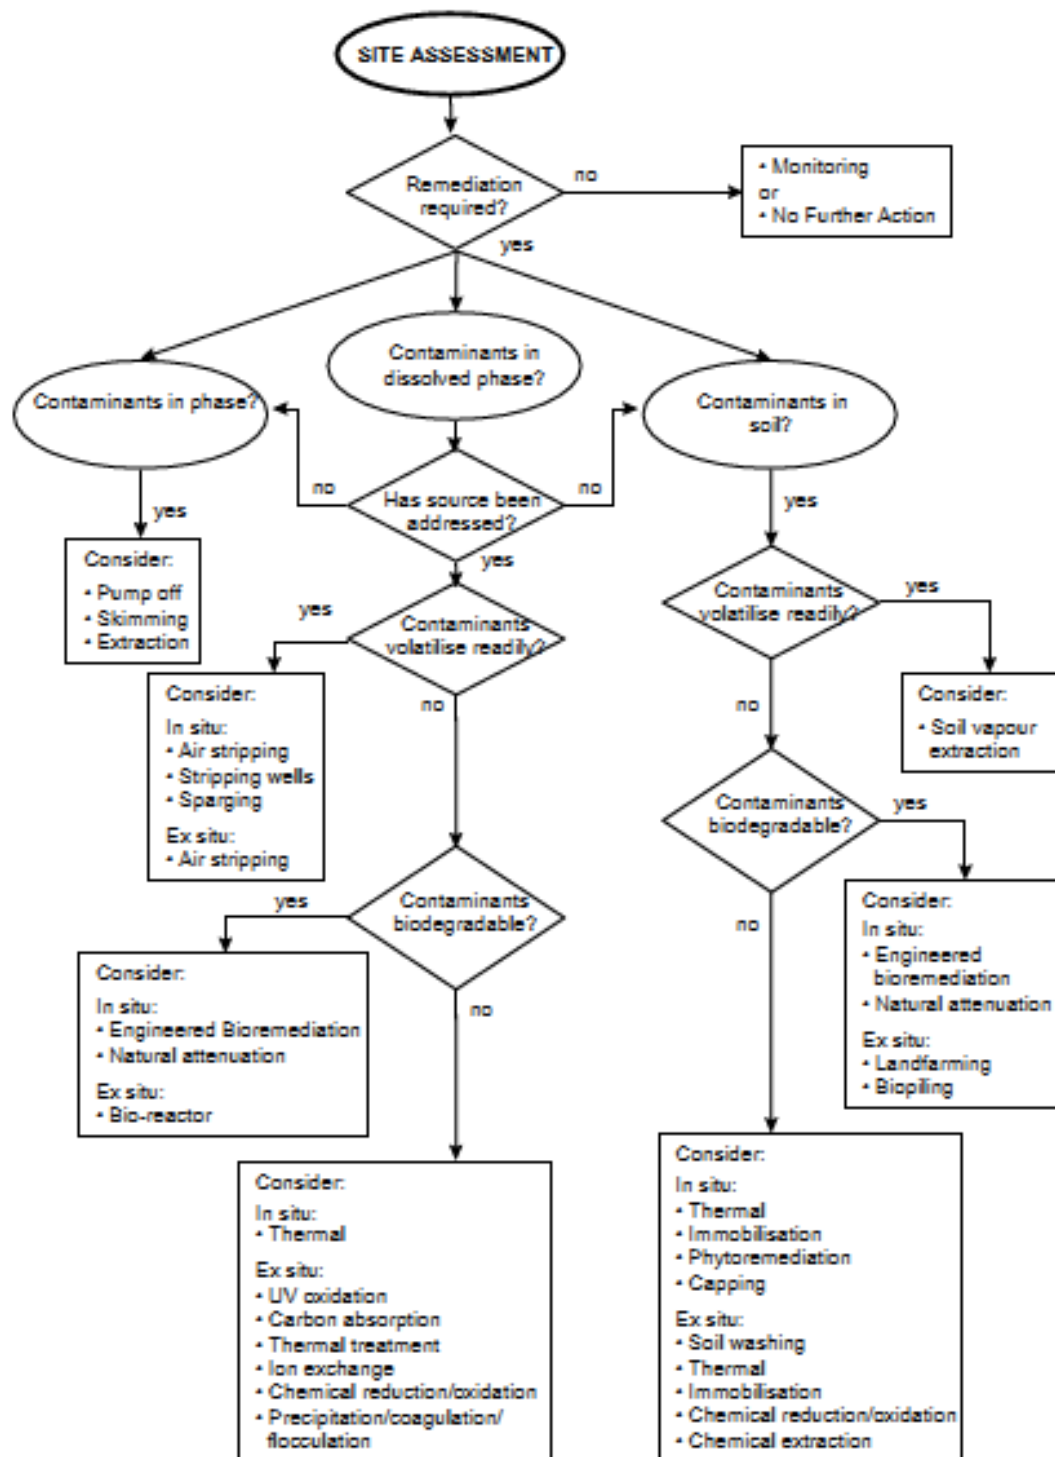 SITE ASSESSMENT
Remediation
required?
no
• Monitoring
or
• No Further Action
yes
Contaminants in phase?
Contaminants in
dissolved phase?
Contaminants in
soil?
no
Has source been
addressed?
no
yes
yes
yes
Consider:
• Pump off
• Skimming
• Extraction
yes
Contaminants
volatilise readily?
no
Contaminants
volatilise readily?
yes
no
Consider:
• Soil vapour
extraction
Consider:
In situ:
• Air stripping
• Stripping wells
• Sparging
Ex situ:
• Air stripping
Contaminants
biodegradable?
yes
no
Contaminants
biodegradable?
yes
no
Consider:
In situ:
• Engineered
bioremediation
• Natural attenuation
Ex situ:
• Landfarming
• Biopiling
Consider:
In situ:
• Engineered Bioremediation
• Natural attenuation
Ex situ:
• Bio-reactor
Consider:
In situ:
• Thermal
Ex situ:
• UV oxidation
• Carbon absorption
• Thermal treatment
• Ion exchange
• Chemical reduction/oxidation
• Precipitation/coagulation/
flocculation
Consider:
In situ:
• Thermal
• Immobilisation
• Phytoremediation
• Capping
Ex situ:
• Soil washing
• Thermal
• Immobilisation
• Chemical reduction/oxidation
• Chemical extraction